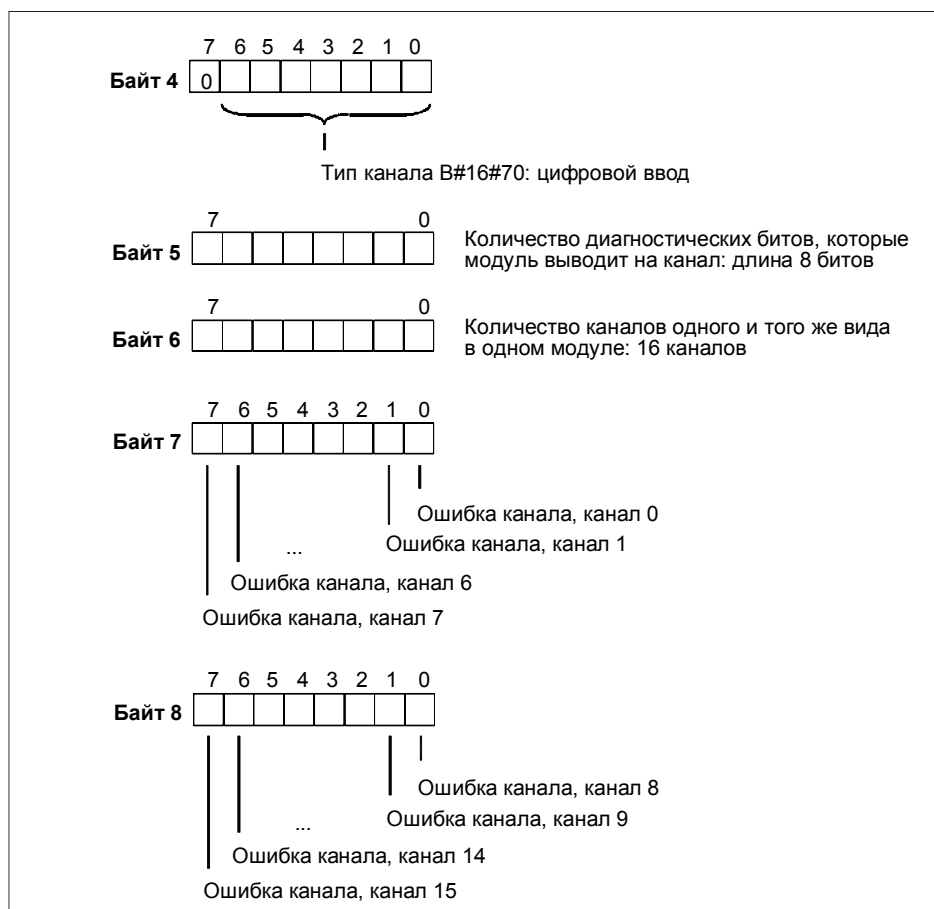 7 6 5 4 3 2 1 0
Байт 4 0
Тип канала B#16#70: цифровой ввод
7 0
Байт 5
Количество диагностических битов, которые
модуль выводит на канал: длина 8 битов
7 0
Байт 6
Количество каналов одного и того же вида
в одном модуле: 16 каналов
7 6 5 4 3 2 1 0
Байт 7
Ошибка канала, канал 0
... Ошибка канала, канал 1
Ошибка канала, канал 6
Ошибка канала, канал 7
7 6 5 4 3 2 1 0
Байт 8
Ошибка канала, канал 8
... Ошибка канала, канал 9
Ошибка канала, канал 14
Ошибка канала, канал 15